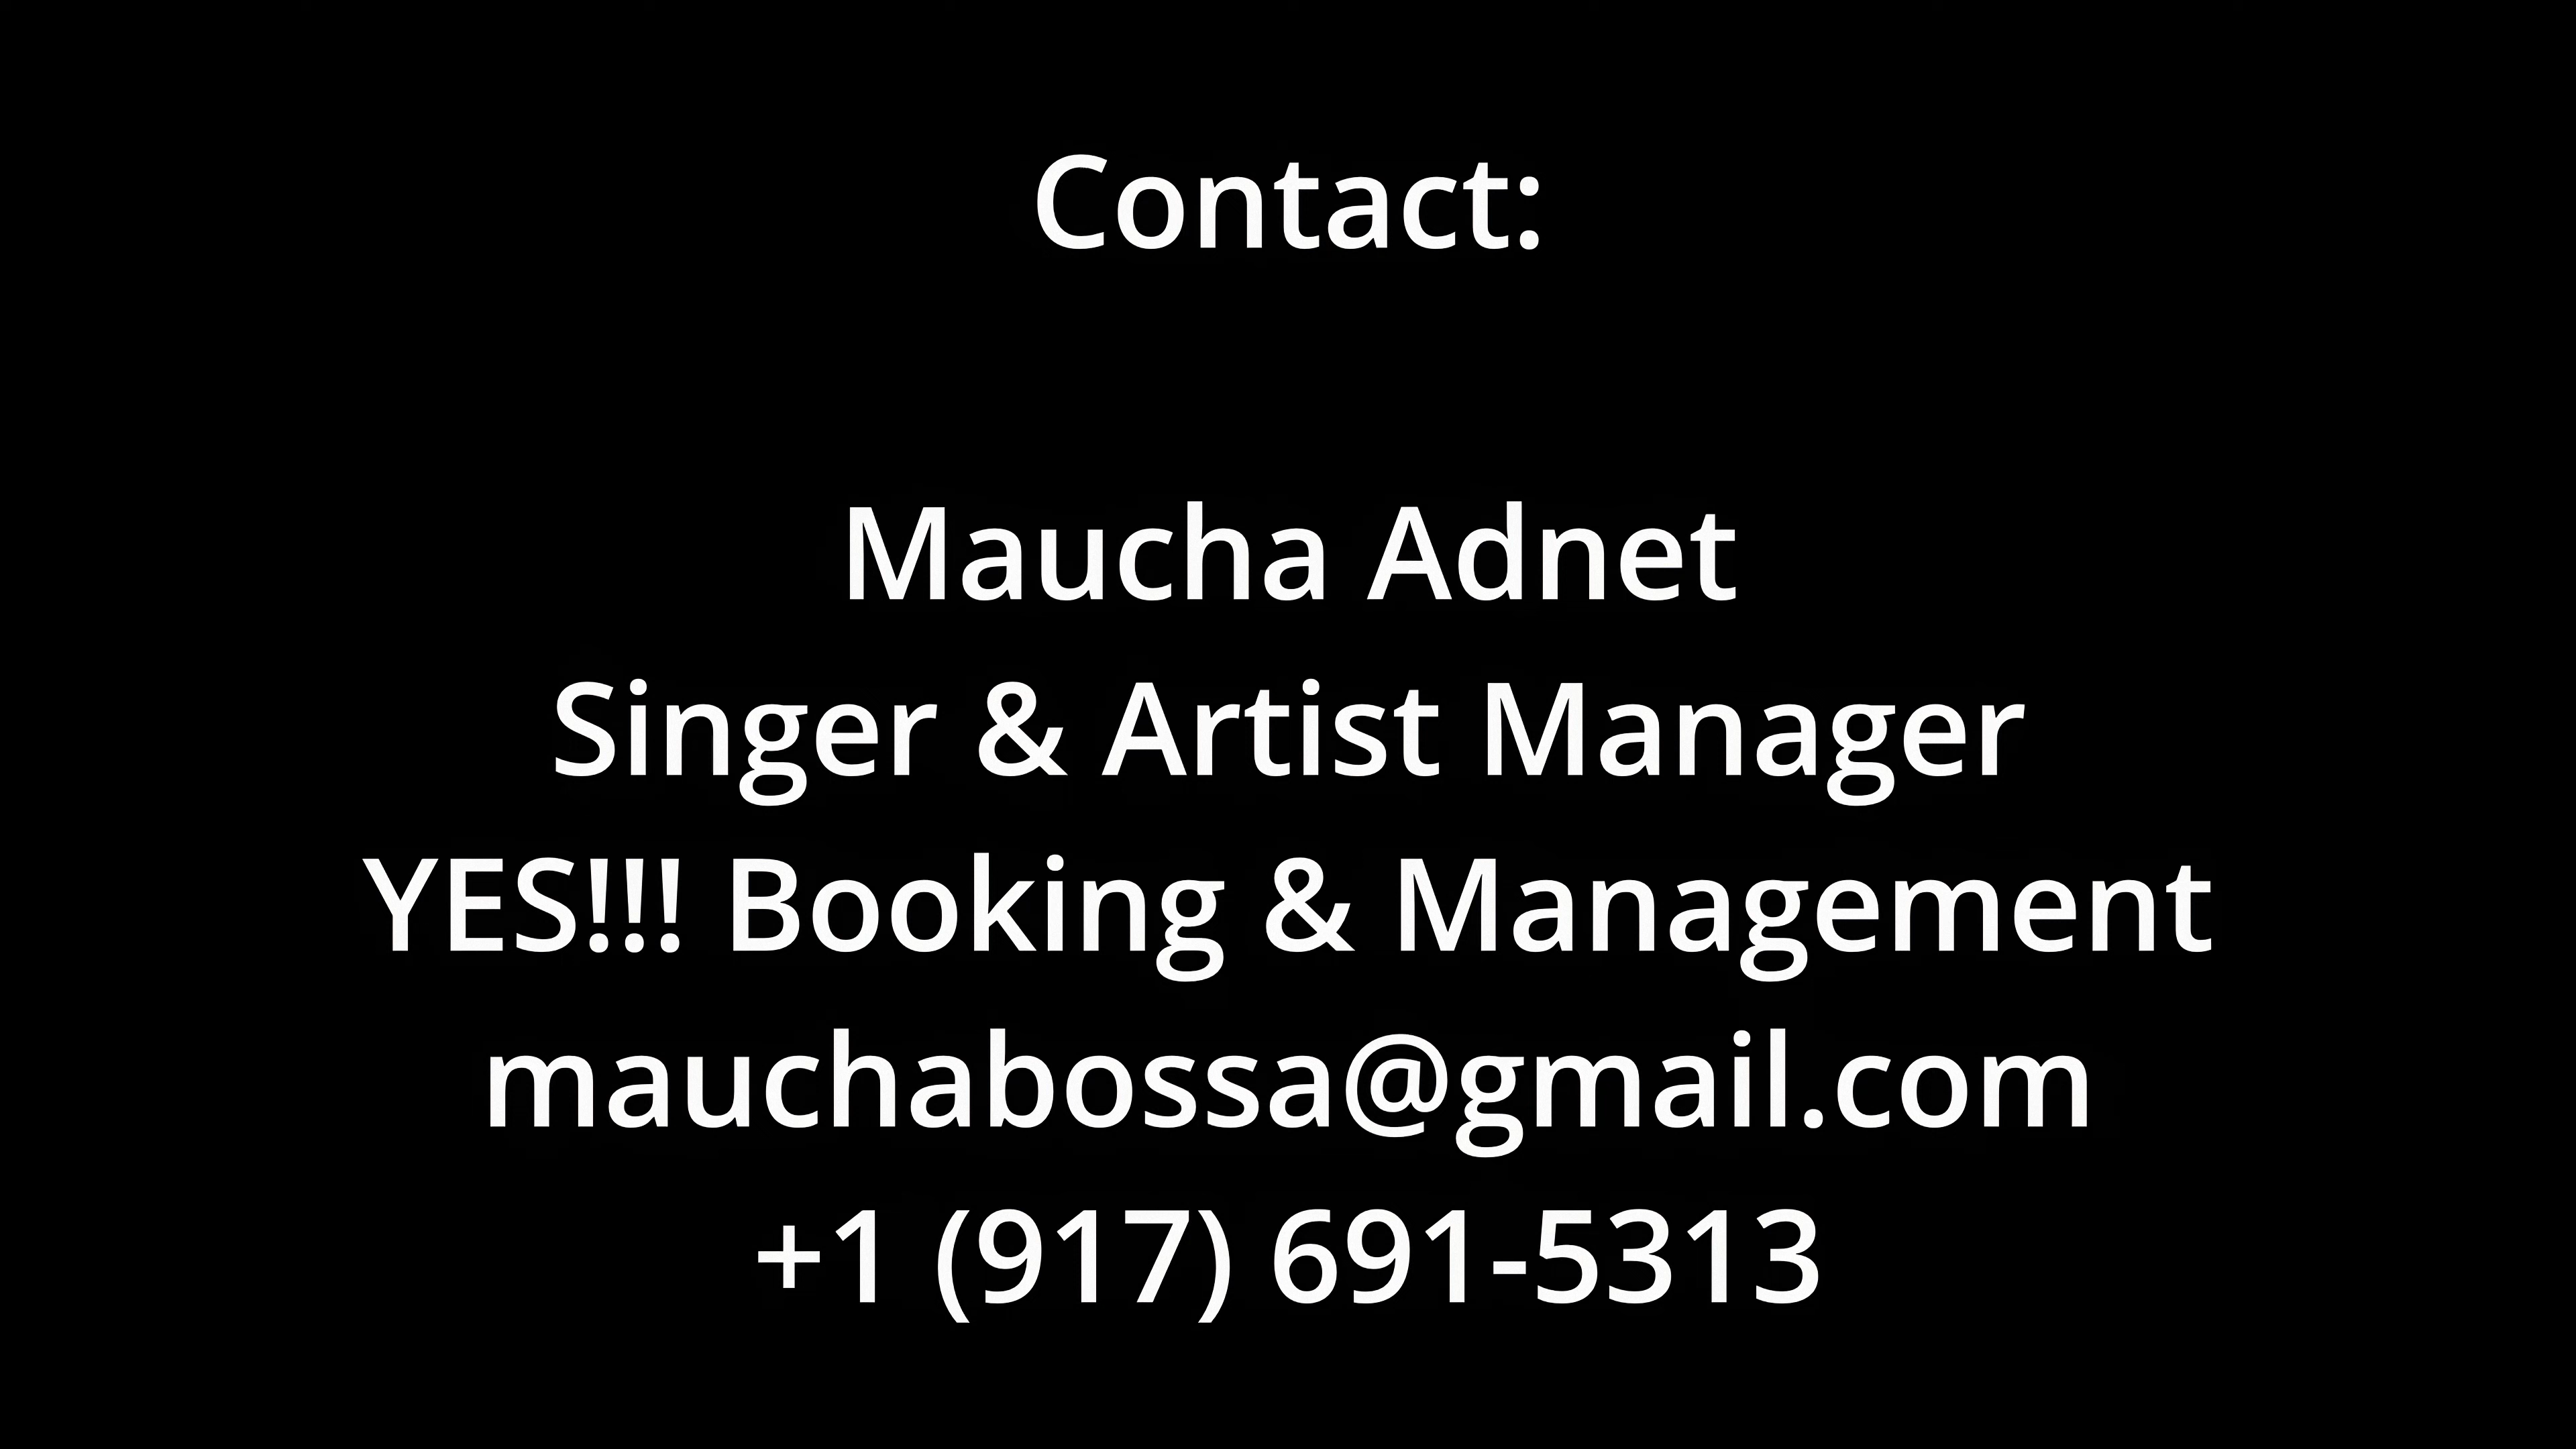 Contact:
Maucha Adnet
Singer & Artist Manager
YES!!! Booking & Management
mauchabossa@gmail.com
+1 (917) 691-5313